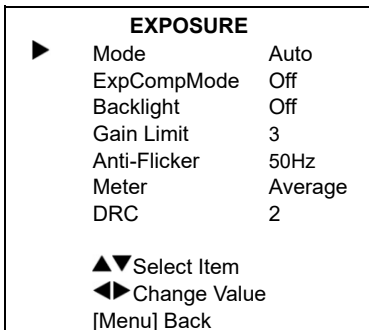 EXPOSURE
▶ Mode Auto
ExpCompMode Off
Backlight Off
Gain Limit 3
Anti-Flicker 50Hz
Meter Average
DRC 2
▲▼Select Item
◀▶Change Value
[Menu] Back